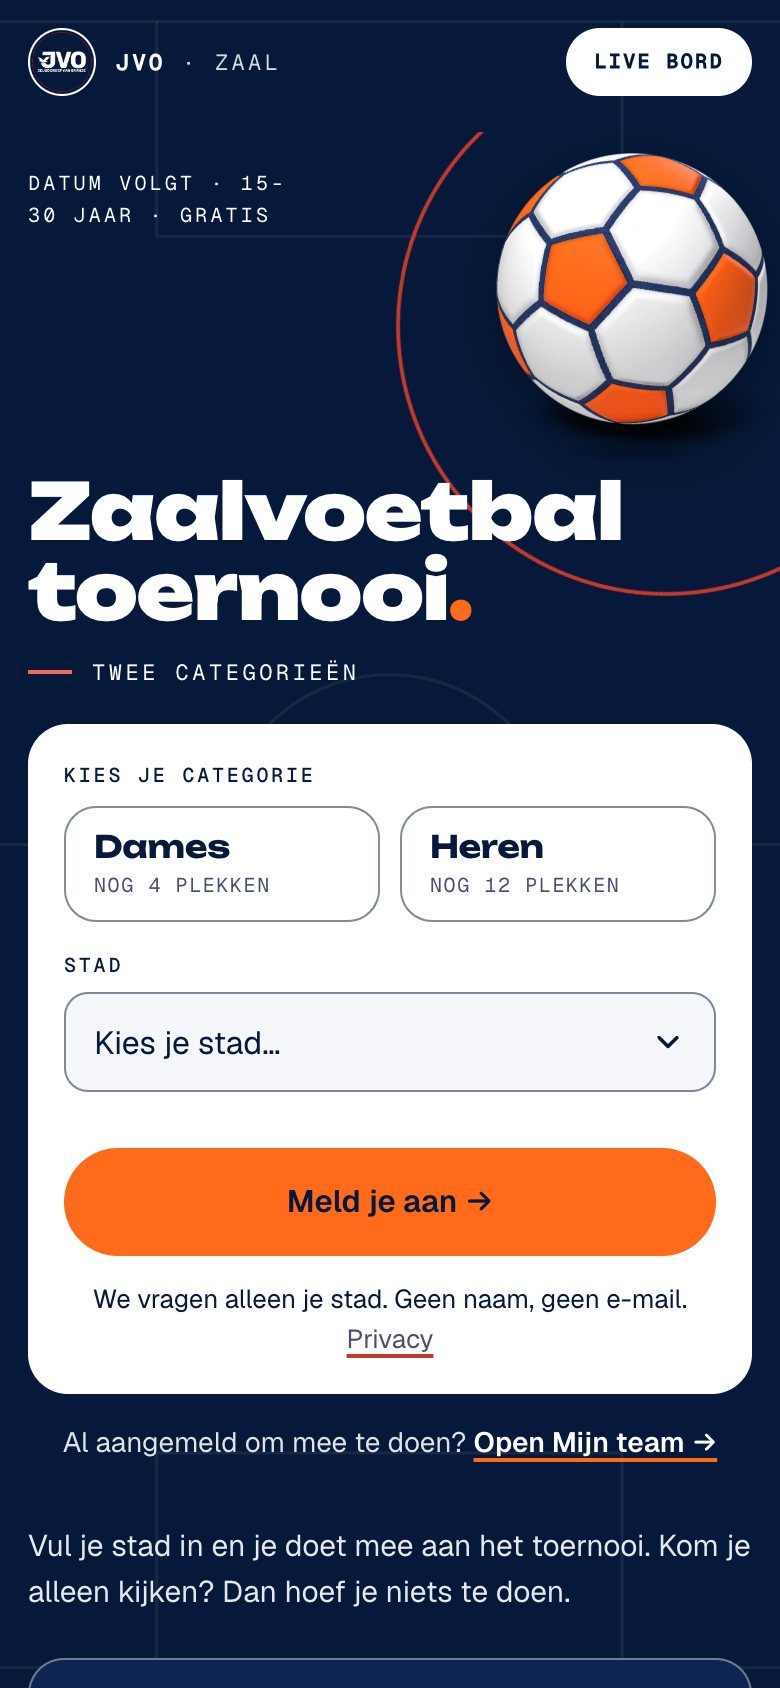 JVO
JVO · ZAAL
LIVE BORD
DATUM VOLGT · 15-
30 JAAR · GRATIS
Zaalvoetbal
toernooi.
TWEE CATEGORIEËN
KIES JE CATEGORIE
Dames
NOG 4 PLEKKEN
Heren
NOG 12 PLEKKEN
STAD
Kies je stad...
Meld je aan →
We vragen alleen je stad. Geen naam, geen e-mail.
Privacy
Al aangemeld om mee te doen? Open Mijn team →
Vul je stad in en je doet mee aan het toernooi. Kom je
alleen kijken? Dan hoef je niets te doen.